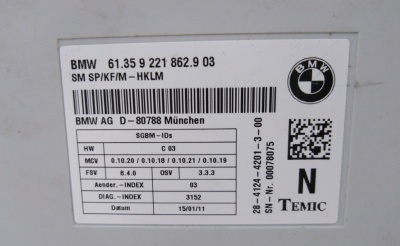 BMW 61.35 9 221 862.9 03
SM SP/KF/M-HKLM
BMW AG D-80788 München
SGBM-IDs
HW C 03
MCV 0.10.20 / 0.10.18 / 0.10.21 / 0.10.19
FSV 6.4.0 OSV 3.3.3
Aender.-INDEX 03
DIAG.-INDEX 3152
Datum 15/01/11
28-4124-4201-3-00
SN-Nr. 00078075
BMW
N
TEMIC